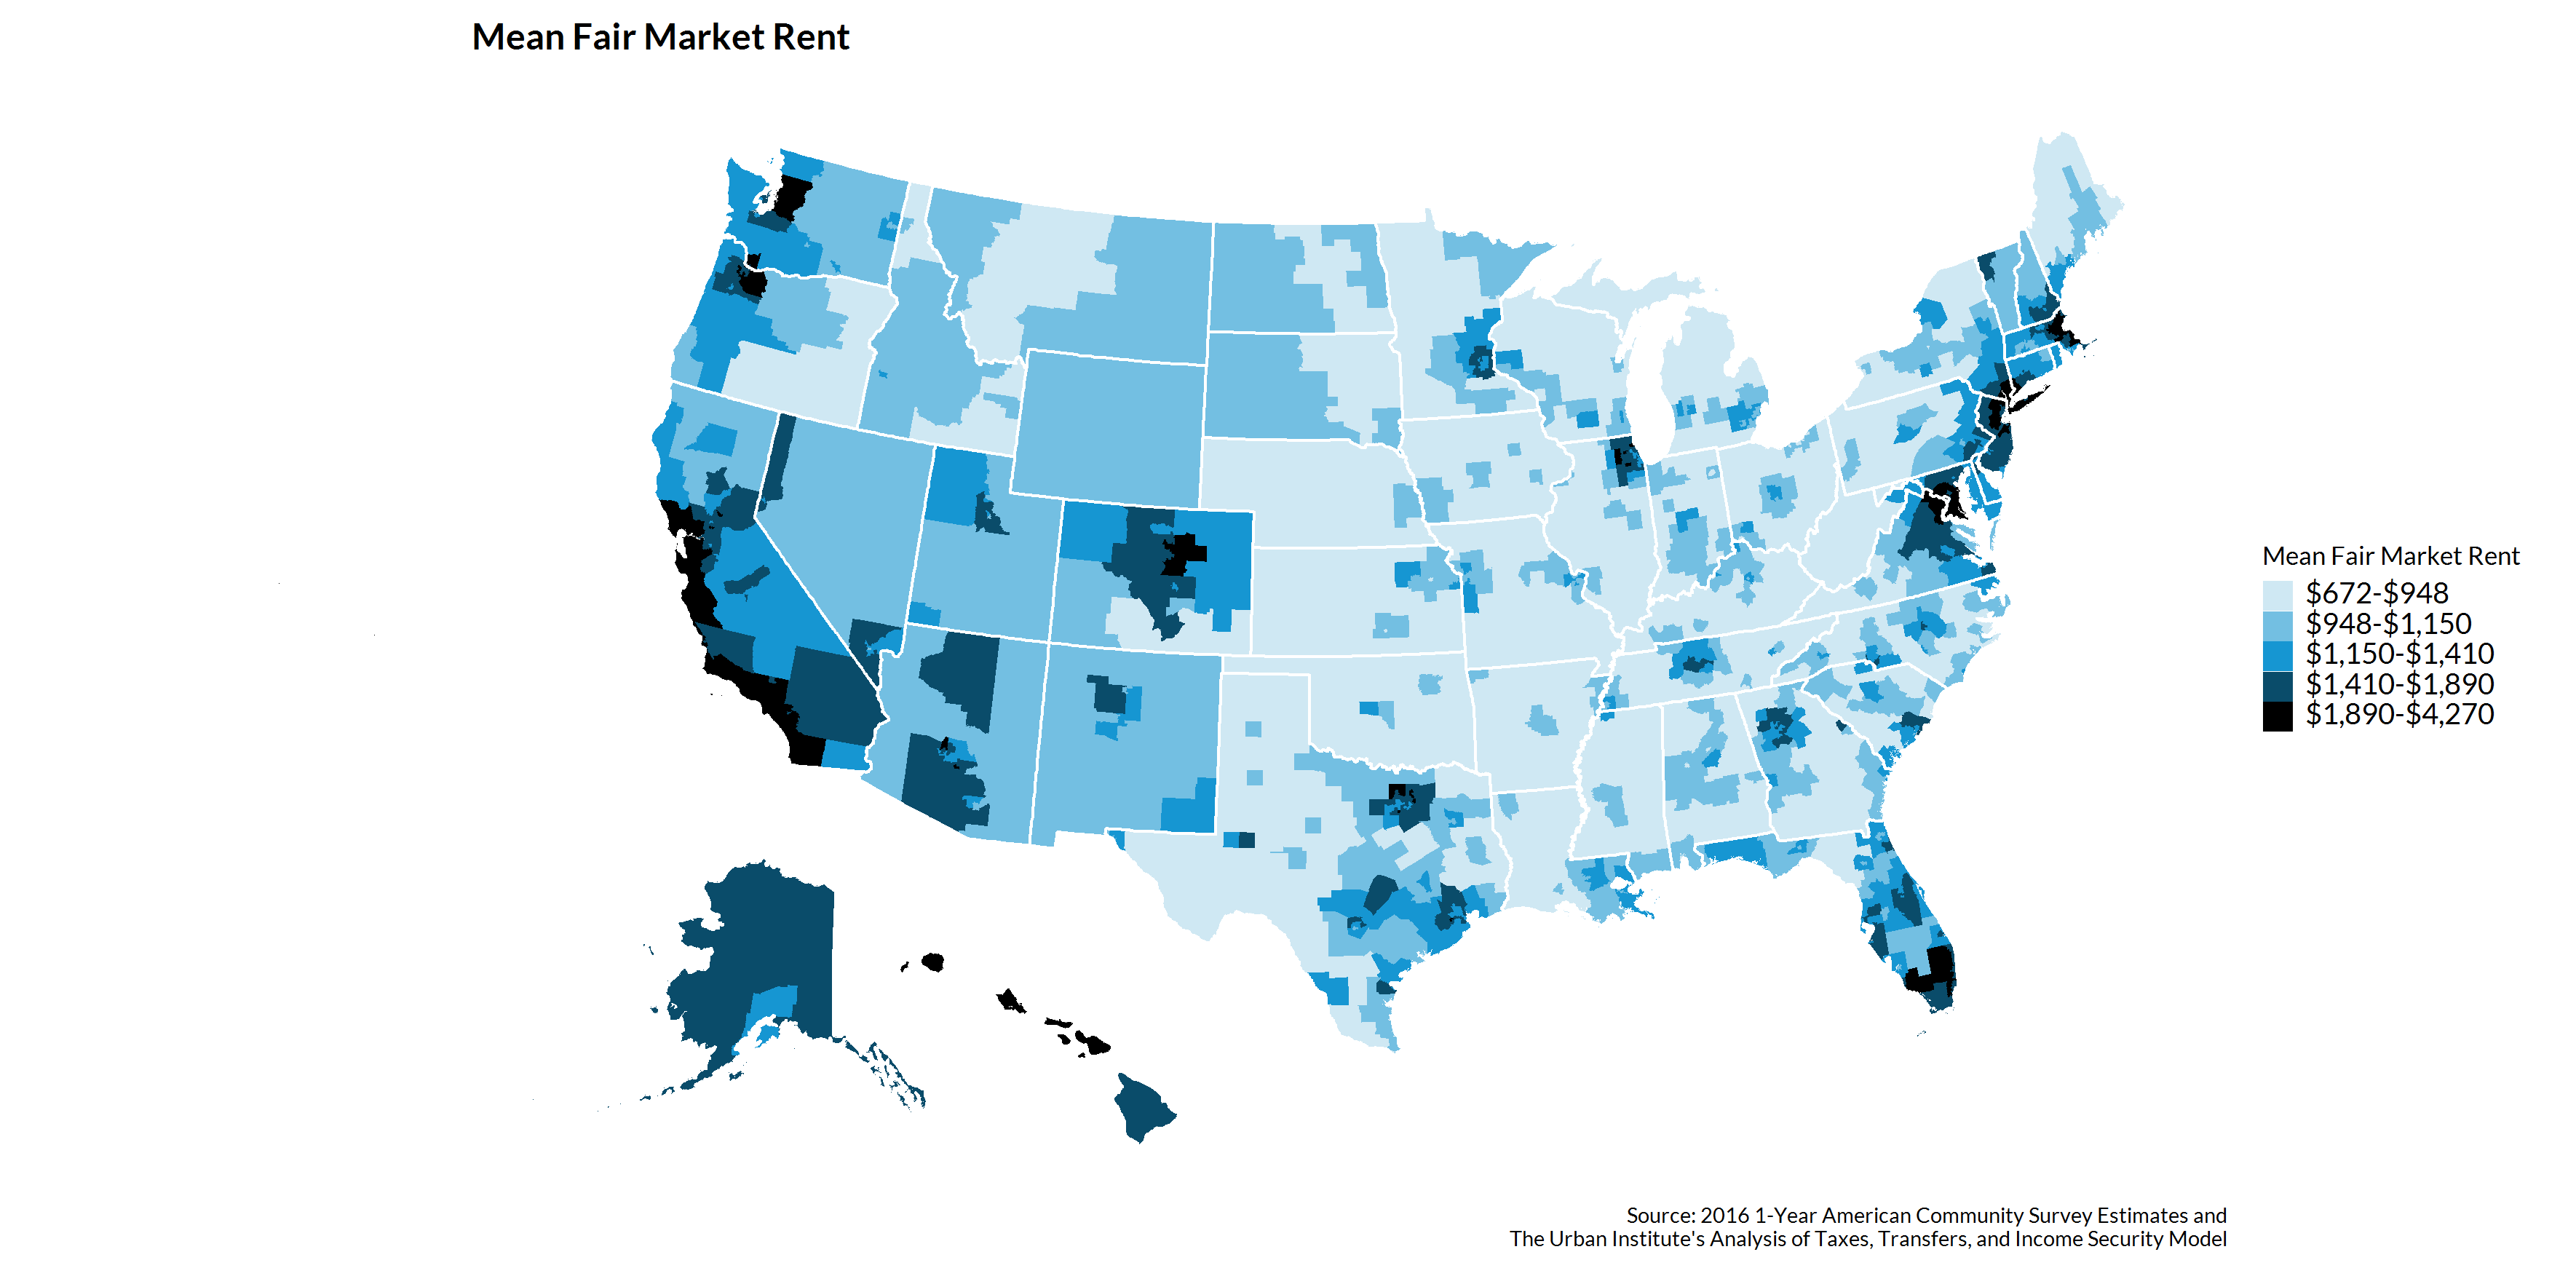 Mean Fair Market Rent
Mean Fair Market Rent
$672-$948
$948-$1,150
$1,150-$1,410
$1,410-$1,890
$1,890-$4,270
Source: 2016 1-Year American Community Survey Estimates and
The Urban Institute's Analysis of Taxes, Transfers, and Income Security Model